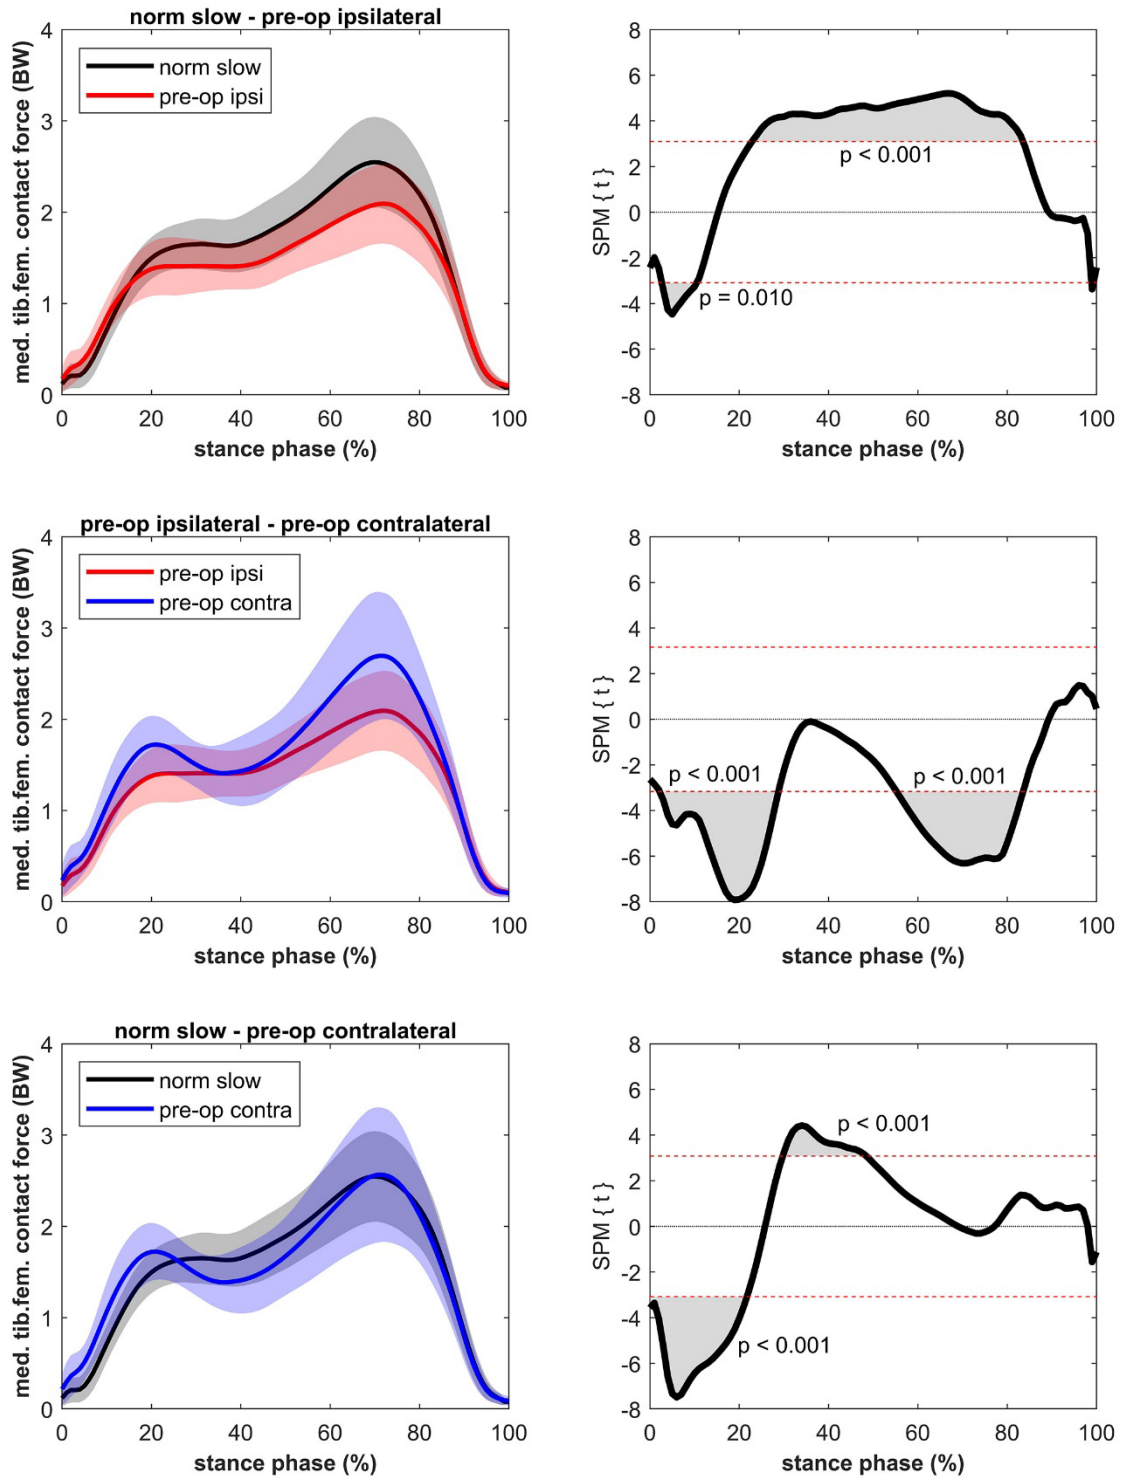 norm slow - pre-op ipsilateral
med. tib.fem. contact force (BW)
4
3
2
1
0
norm slow
pre-op ipsi
0 20 40 60 80 100
stance phase (%)
SPM { t }
8
6
4
2
0
-2
-4
-6
-8
p < 0.001
p = 0.010
0 20 40 60 80 100
stance phase (%)
pre-op ipsilateral - pre-op contralateral
med. tib.fem. contact force (BW)
4
3
2
1
0
pre-op ipsi
pre-op contra
0 20 40 60 80 100
stance phase (%)
SPM { t }
8
6
4
2
0
-2
-4
-6
-8
p < 0.001 p < 0.001
0 20 40 60 80 100
stance phase (%)
norm slow - pre-op contralateral
med. tib.fem. contact force (BW)
4
3
2
1
0
norm slow
pre-op contra
0 20 40 60 80 100
stance phase (%)
SPM { t }
8
6
4
2
0
-2
-4
-6
-8
p < 0.001
p < 0.001
0 20 40 60 80 100
stance phase (%)